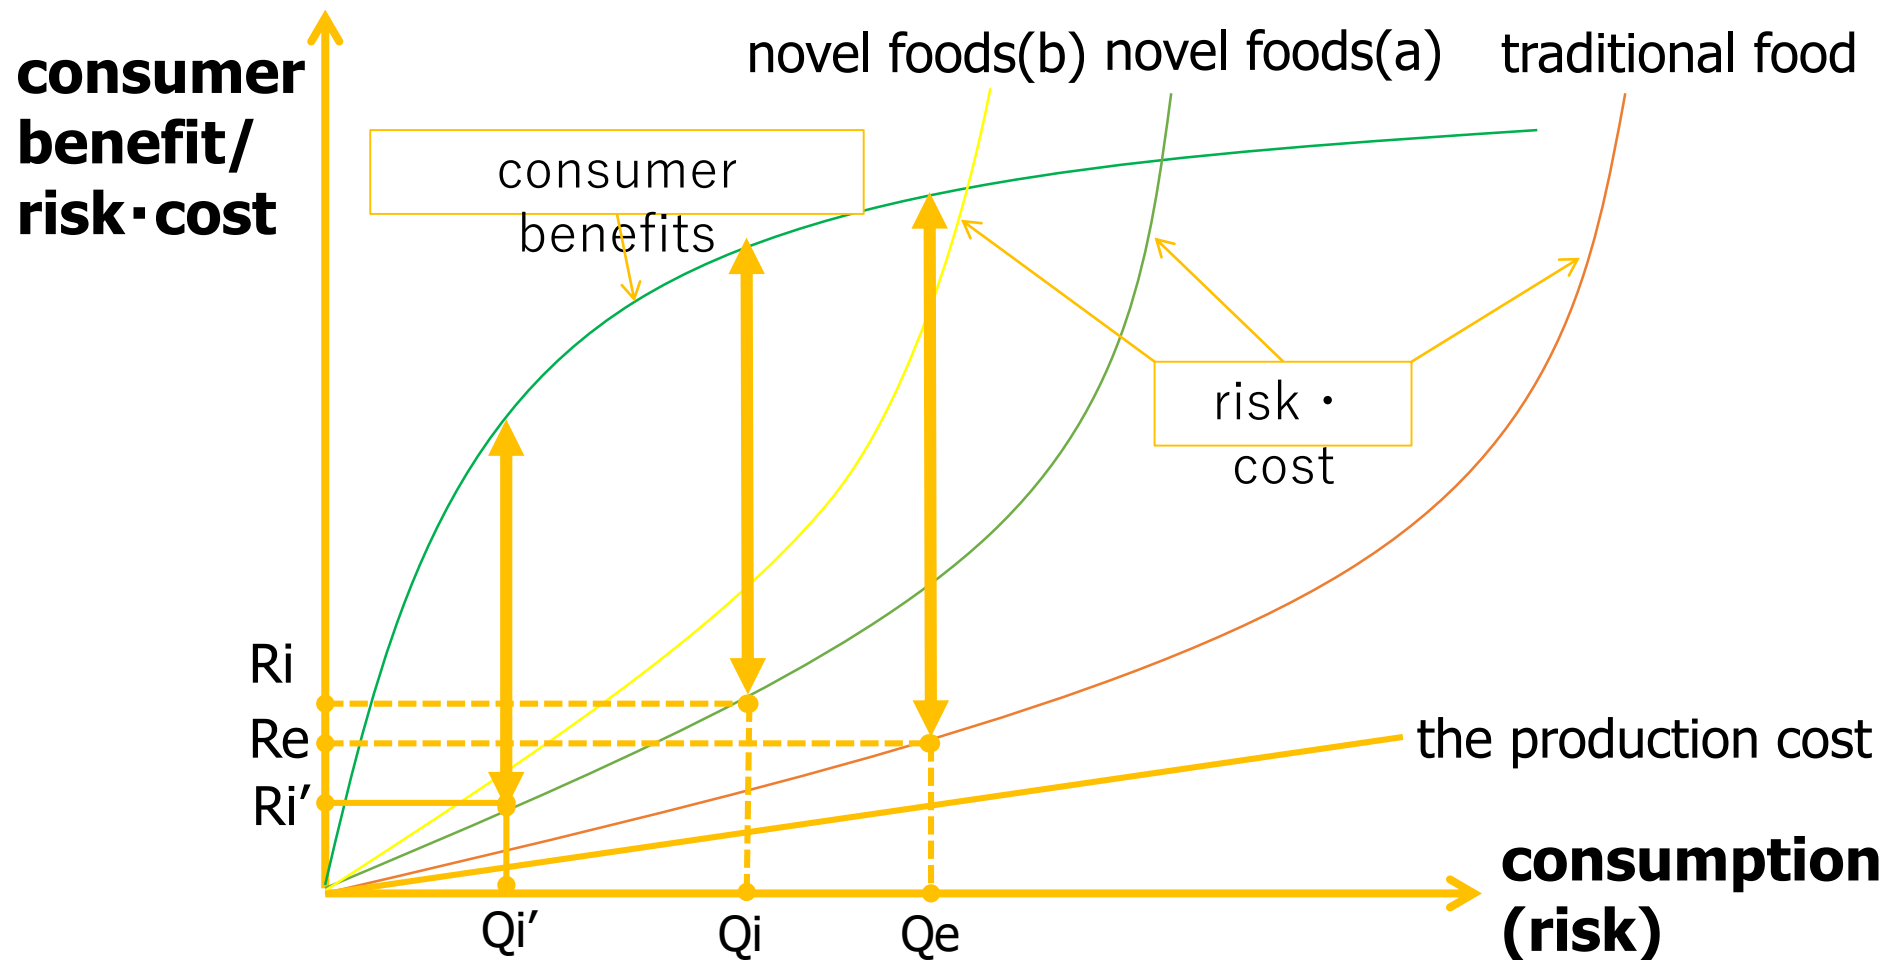 consumer
benefit/
risk·cost
novel foods(b)
novel foods(a)
traditional food
consumer
benefits
risk・
cost
Ri
Re
Ri′
the production cost
consumption
(risk)
Qi′
Qi
Qe